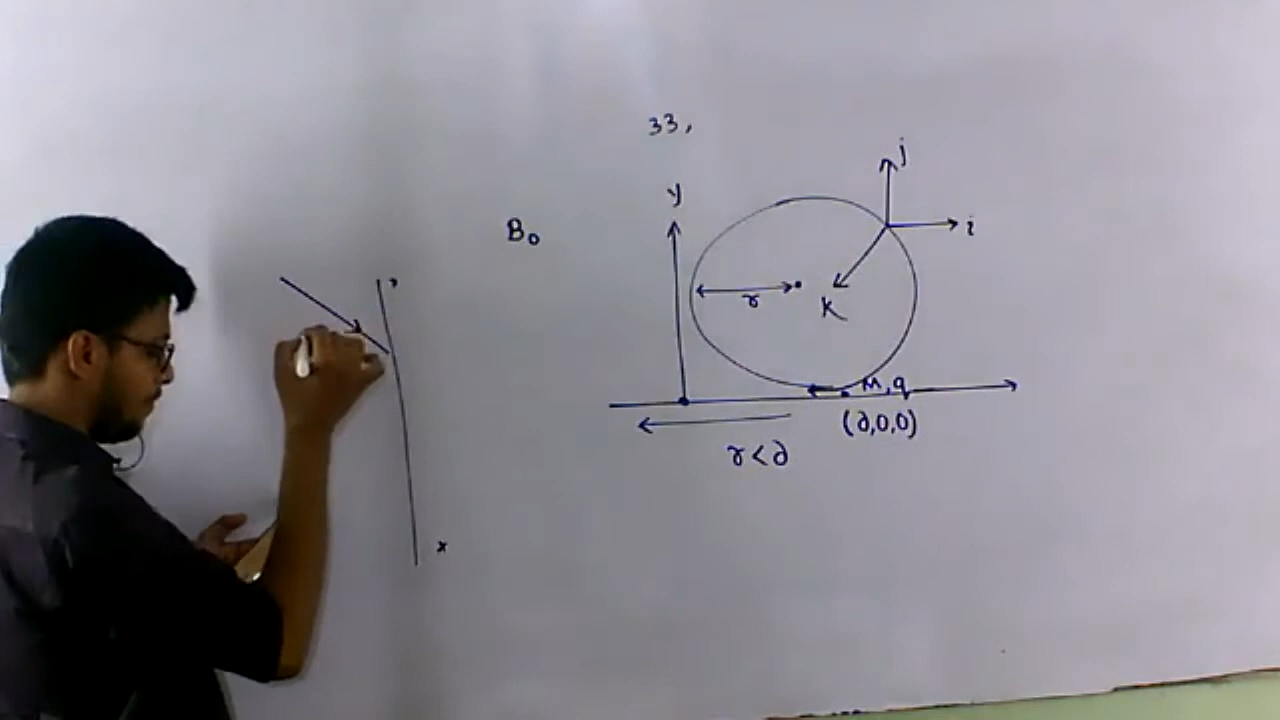 33,
j
y
B₀
i
r
K
M,q
(d,0,0)
r<d
x